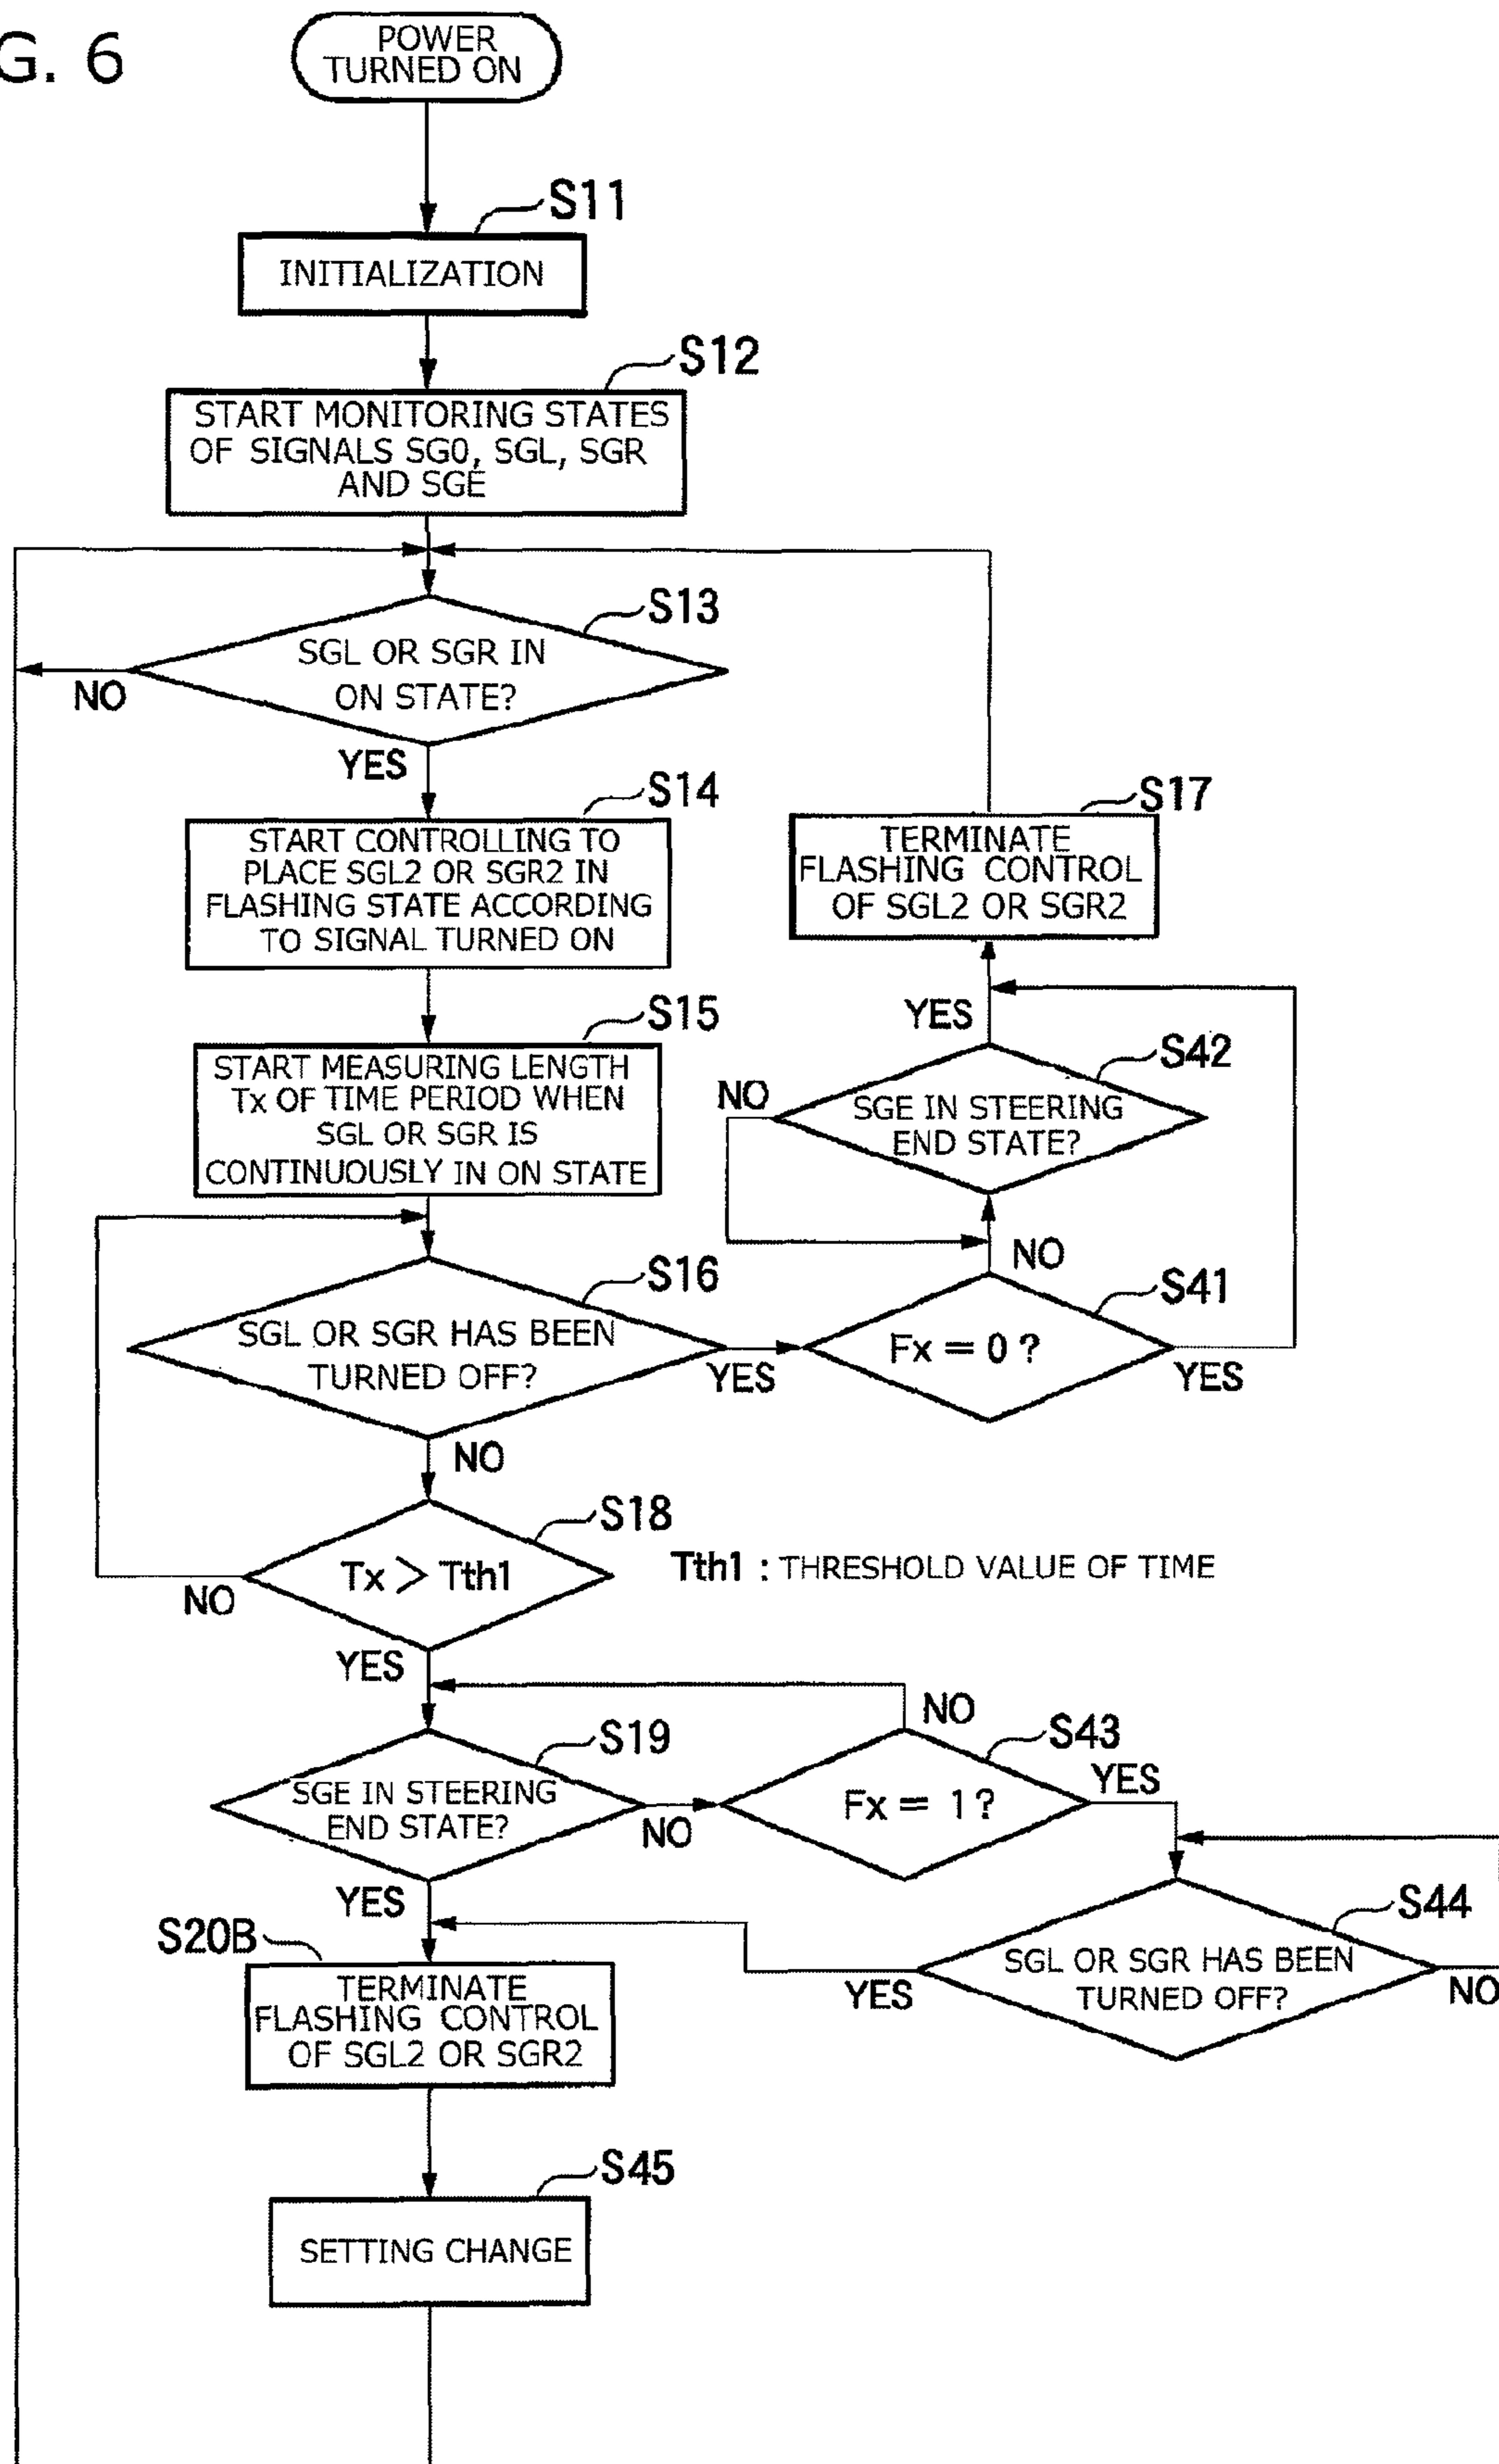 G. 6
POWER
TURNED ON
S11
INITIALIZATION
S12
START MONITORING STATES
OF SIGNALS SG0, SGL, SGR
AND SGE
S13
SGL OR SGR IN
ON STATE?
NO
YES
S14
START CONTROLLING TO
PLACE SGL2 OR SGR2 IN
FLASHING STATE ACCORDING
TO SIGNAL TURNED ON
S17
TERMINATE
FLASHING CONTROL
OF SGL2 OR SGR2
S15
START MEASURING LENGTH
Tx OF TIME PERIOD WHEN
SGL OR SGR IS
CONTINUOUSLY IN ON STATE
YES
S42
NO
SGE IN STEERING
END STATE?
S16
SGL OR SGR HAS BEEN
TURNED OFF?
YES
NO
NO
S41
Fx = 0 ?
YES
S18
Tx > Tth1
NO
YES
Tth1 : THRESHOLD VALUE OF TIME
S19
SGE IN STEERING
END STATE?
NO
YES
NO
S43
Fx = 1 ?
YES
S44
SGL OR SGR HAS BEEN
TURNED OFF?
YES
NO
S20B
TERMINATE
FLASHING CONTROL
OF SGL2 OR SGR2
S45
SETTING CHANGE